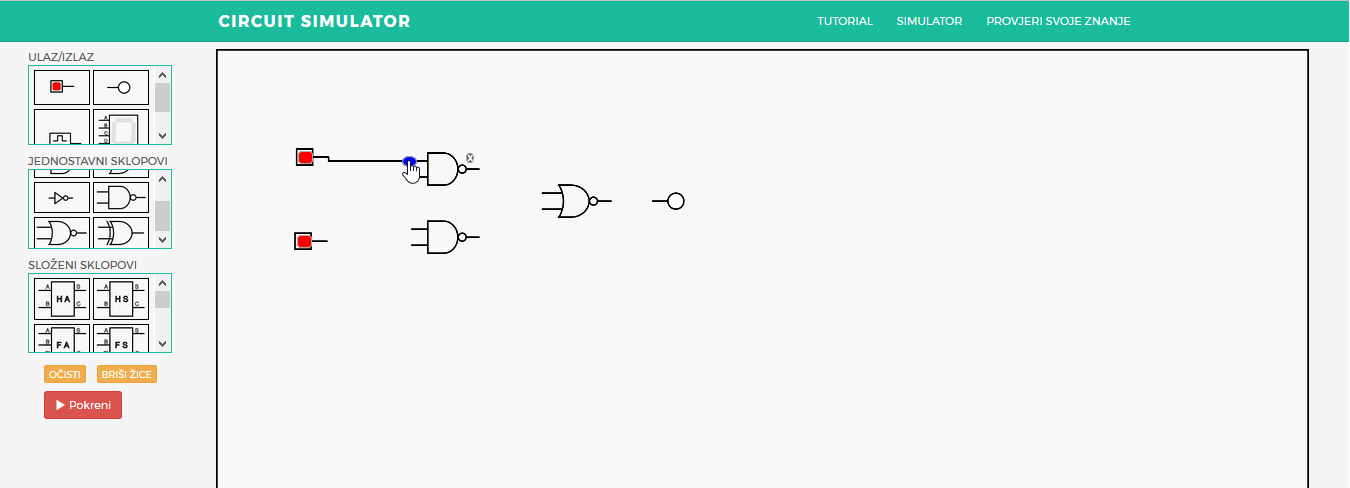 CIRCUIT SIMULATOR
TUTORIAL SIMULATOR PROVJERI SVOJE ZNANJE
ULAZ/IZLAZ
A
B
C
D
JEDNOSTAVNI SKLOPOVI
SLOŽENI SKLOPOVI
A HA S B C
A HS S B C
A FA S B
A FS S B
OČISTI BRIŠI ŽICE
Pokreni
X